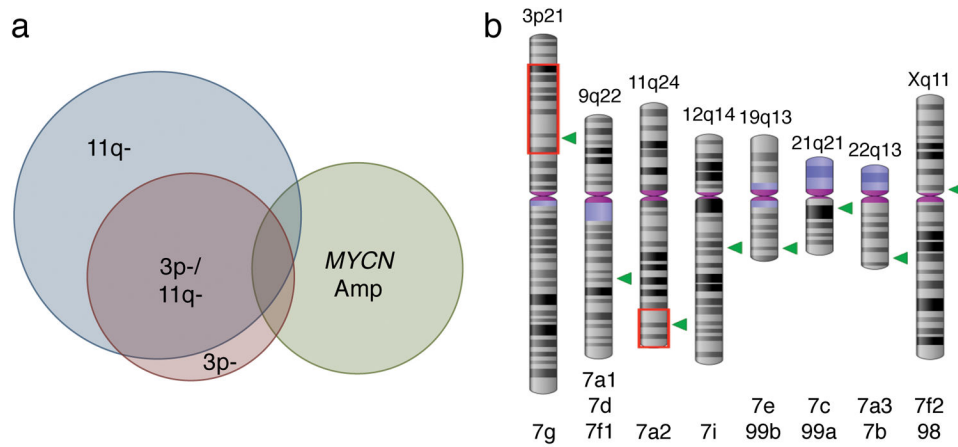 a
11q-
3p-/
11q-
3p-
MYCN
Amp
b
3p21
9q22
11q24
12q14
19q13
21q21
22q13
Xq11
7g
7a1
7d
7f1
7a2
7i
7e
99b
7c
99a
7a3
7b
7f2
98